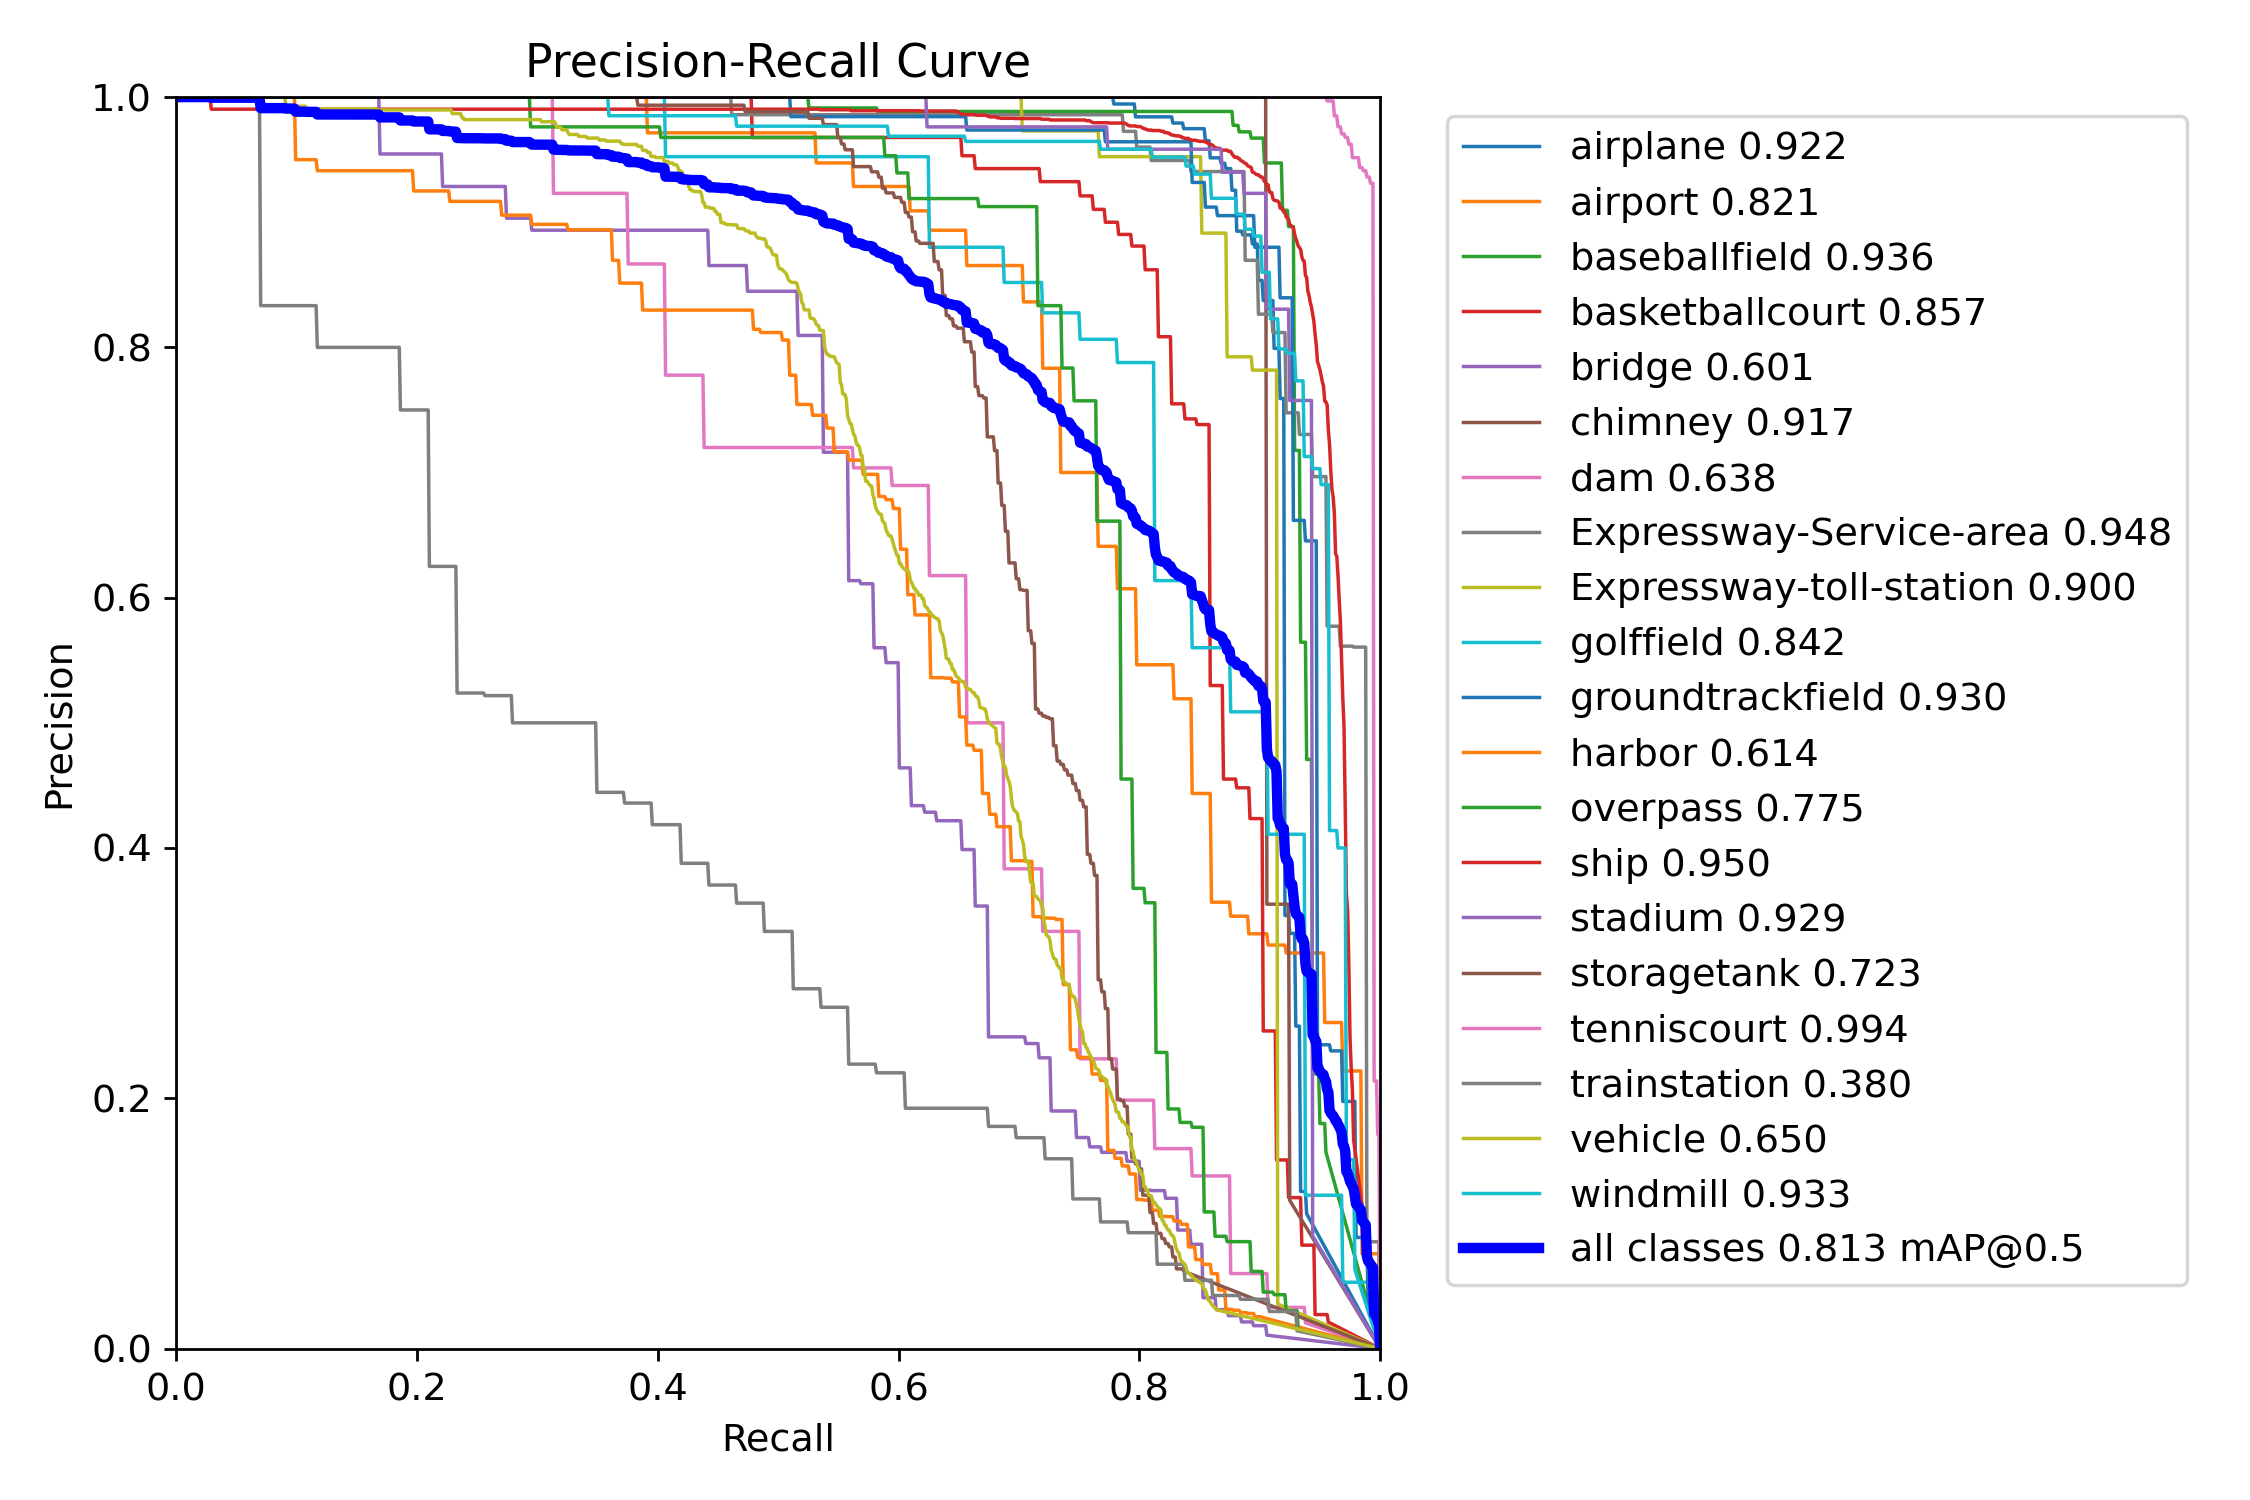 Precision-Recall Curve
1.0
0.8
0.6
0.4
0.2
0.0
Precision
0.0 0.2 0.4 0.6 0.8 1.0
Recall
airplane 0.922
airport 0.821
baseballfield 0.936
basketballcourt 0.857
bridge 0.601
chimney 0.917
dam 0.638
Expressway-Service-area 0.948
Expressway-toll-station 0.900
golffield 0.842
groundtrackfield 0.930
harbor 0.614
overpass 0.775
ship 0.950
stadium 0.929
storagetank 0.723
tenniscourt 0.994
trainstation 0.380
vehicle 0.650
windmill 0.933
all classes 0.813 mAP@0.5